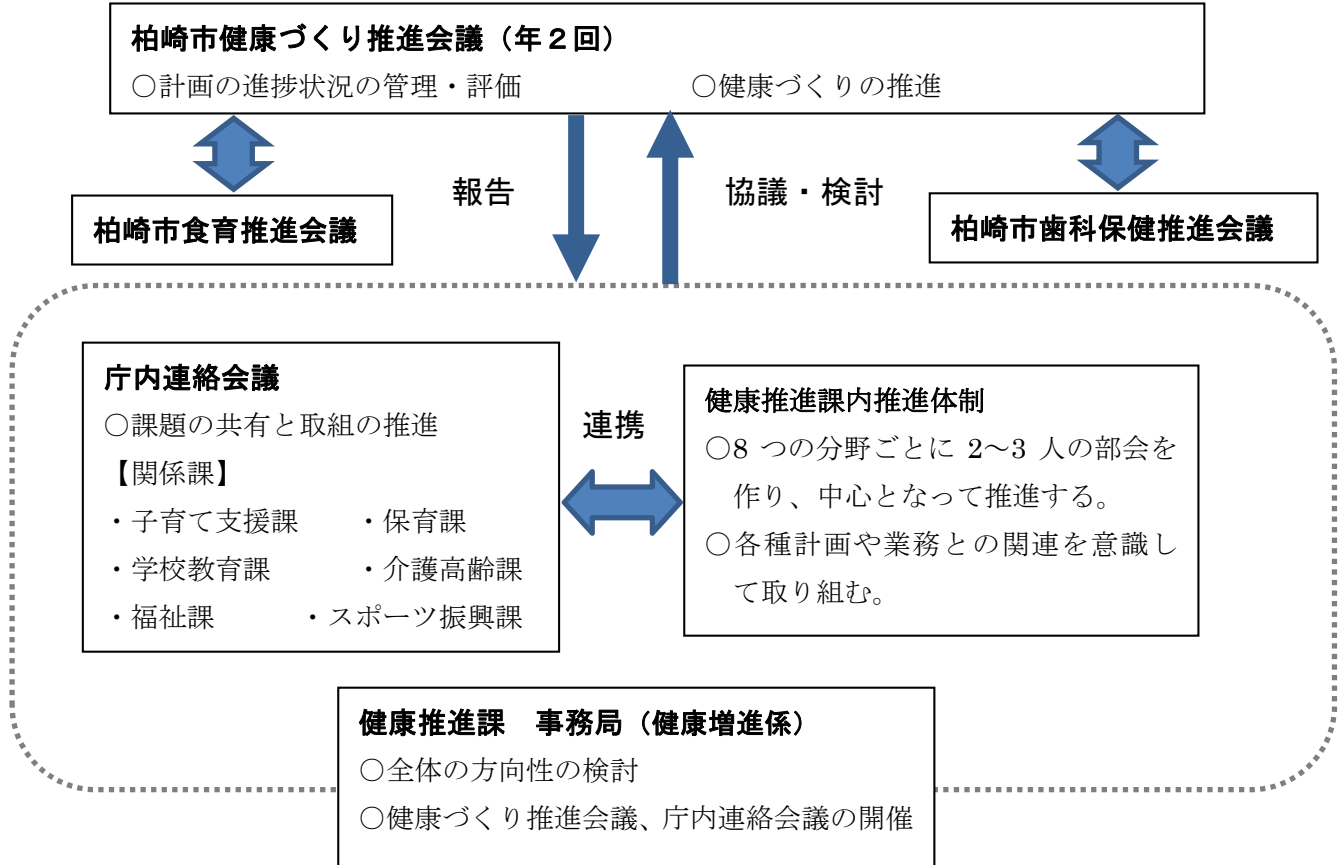 柏崎市健康づくり推進会議（年２回）
○計画の進捗状況の管理・評価　○健康づくりの推進
報告
協議・検討
柏崎市食育推進会議
柏崎市歯科保健推進会議
庁内連絡会議
○課題の共有と取組の推進
【関係課】
・子育て支援課　・保育課
・学校教育課　・介護高齢課
・福祉課　・スポーツ振興課
連携
健康推進課内推進体制
○8 つの分野ごとに 2～3 人の部会を
作り、中心となって推進する。
○各種計画や業務との関連を意識し
て取り組む。
健康推進課　事務局（健康増進係）
○全体の方向性の検討
○健康づくり推進会議、庁内連絡会議の開催